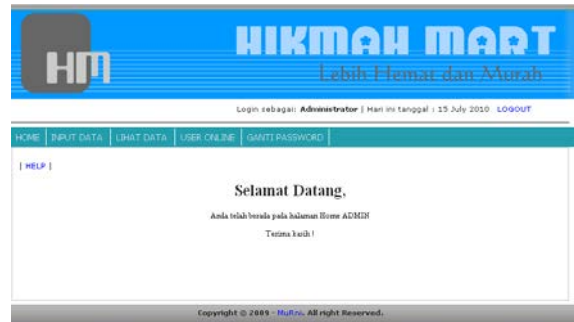 HM
HIKMAH MART
Lebih Hemat dan Murah
Login sebagai: Administrator | Hari ini tanggal : 15 July 2010 LOGOUT
HOME | INPUT DATA | LIHAT DATA | USER ONLINE | GANTI PASSWORD |
| HELP |
Selamat Datang,
Anda telah berada pada halaman Home ADMIN
Terima kasih !
Copyright © 2009 - All right Reserved.